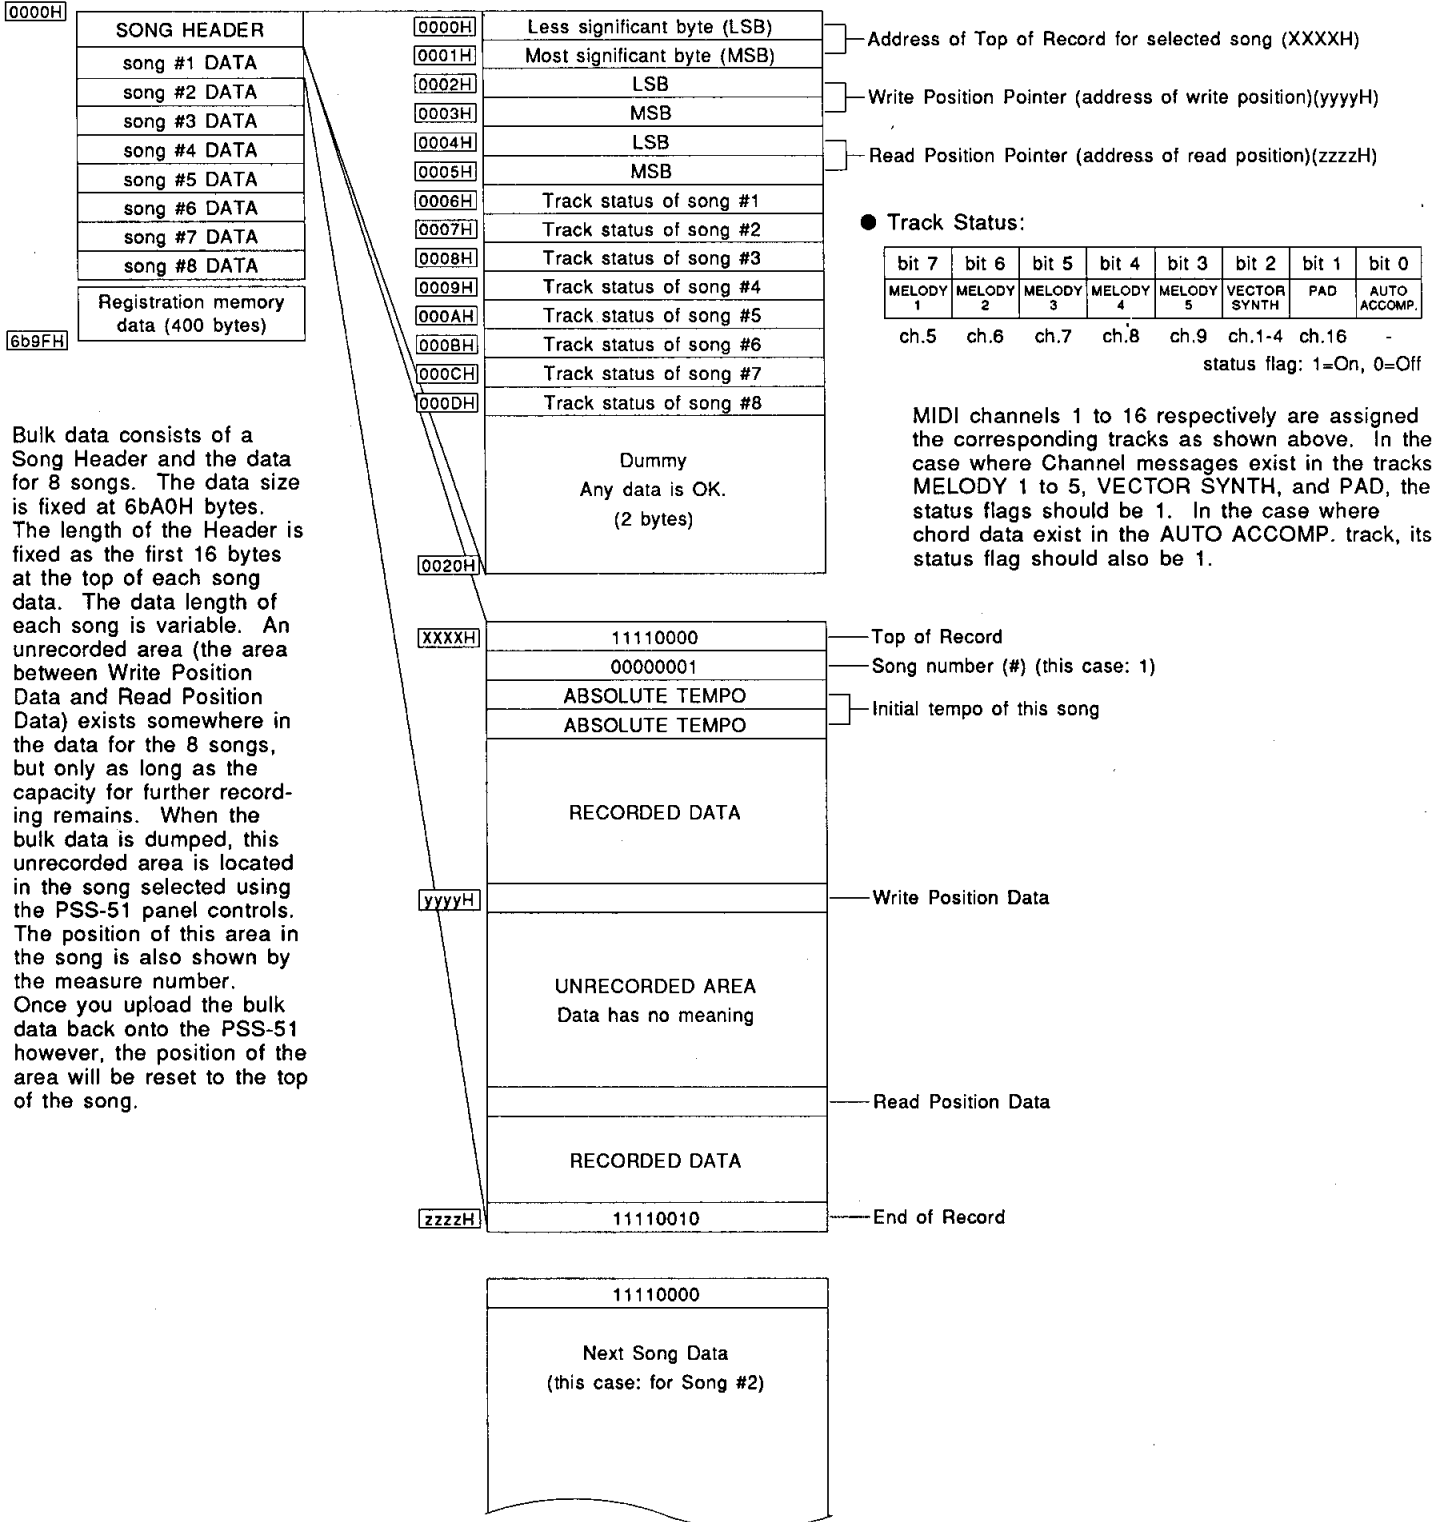 0000H
SONG HEADER
song #1 DATA
song #2 DATA
song #3 DATA
song #4 DATA
song #5 DATA
song #6 DATA
song #7 DATA
song #8 DATA
Registration memory
data (400 bytes)
6b9FH
Bulk data consists of a
Song Header and the data
for 8 songs. The data size
is fixed at 6bA0H bytes.
The length of the Header is
fixed as the first 16 bytes
at the top of each song
data. The data length of
each song is variable. An
unrecorded area (the area
between Write Position
Data and Read Position
Data) exists somewhere in
the data for the 8 songs,
but only as long as the
capacity for further record-
ing remains. When the
bulk data is dumped, this
unrecorded area is located
in the song selected using
the PSS-51 panel controls.
The position of this area in
the song is also shown by
the measure number.
Once you upload the bulk
data back onto the PSS-51
however, the position of the
area will be reset to the top
of the song.
0000H Less significant byte (LSB)
0001H Most significant byte (MSB)
Address of Top of Record for selected song (XXXXH)
0002H LSB
0003H MSB
Write Position Pointer (address of write position)(yyyyH)
0004H LSB
0005H MSB
Read Position Pointer (address of read position)(zzzzH)
0006H Track status of song #1
0007H Track status of song #2
0008H Track status of song #3
0009H Track status of song #4
000AH Track status of song #5
000BH Track status of song #6
000CH Track status of song #7
000DH Track status of song #8
Dummy
Any data is OK.
(2 bytes)
0020H
● Track Status:
bit 7 bit 6 bit 5 bit 4 bit 3 bit 2 bit 1 bit 0
MELODY 1 MELODY 2 MELODY 3 MELODY 4 MELODY 5 VECTOR SYNTH PAD AUTO ACCOMP.
ch.5 ch.6 ch.7 ch.8 ch.9 ch.1-4 ch.16 -
status flag: 1=On, 0=Off
MIDI channels 1 to 16 respectively are assigned
the corresponding tracks as shown above. In the
case where Channel messages exist in the tracks
MELODY 1 to 5, VECTOR SYNTH, and PAD, the
status flags should be 1. In the case where
chord data exist in the AUTO ACCOMP. track, its
status flag should also be 1.
XXXXH 11110000 Top of Record
00000001 Song number (#) (this case: 1)
ABSOLUTE TEMPO
ABSOLUTE TEMPO
Initial tempo of this song
RECORDED DATA
yyyyH Write Position Data
UNRECORDED AREA
Data has no meaning
Read Position Data
RECORDED DATA
zzzzH 11110010 End of Record
11110000
Next Song Data
(this case: for Song #2)